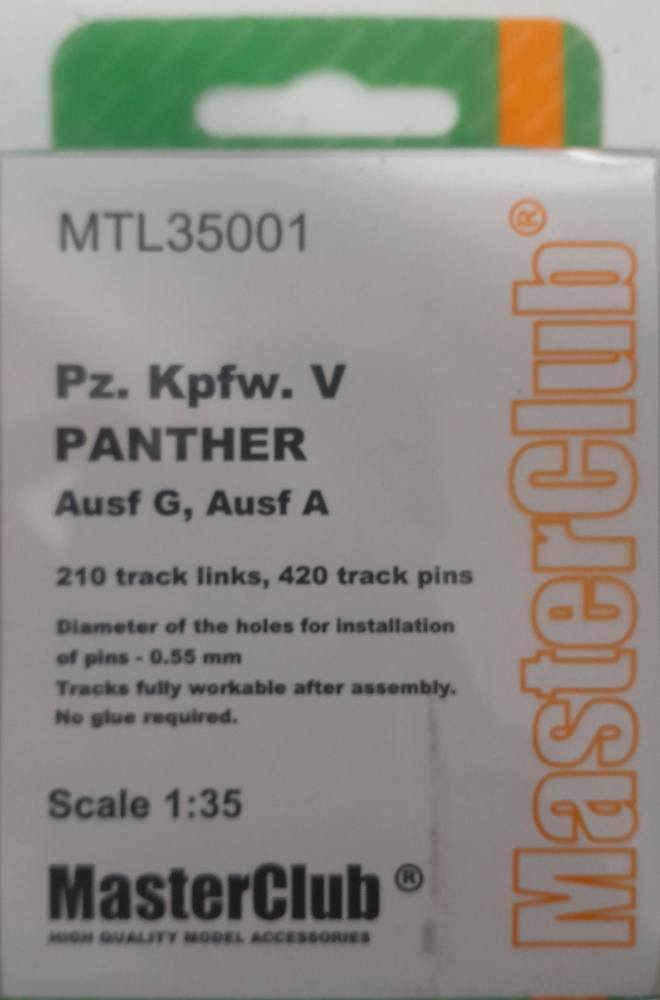 MTL35001
Pz. Kpfw. V
PANTHER
Ausf G, Ausf A
210 track links, 420 track pins
Diameter of the holes for installation
of pins - 0.55 mm
Tracks fully workable after assembly.
No glue required.
Scale 1:35
MasterClub ®
HIGH QUALITY MODEL ACCESSORIES
MasterClub®